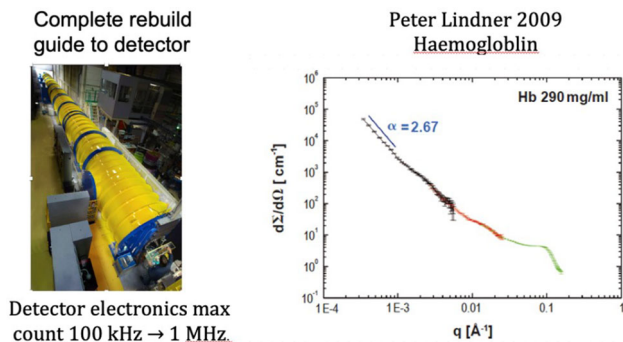 Complete rebuild
guide to detector
Detector electronics max
count 100 kHz → 1 MHz.
Peter Lindner 2009
Haemogloblin
Hb 290 mg/ml
α = 2.67
dΣ/dΩ [ cm⁻¹]
10⁶
10⁵
10⁴
10³
10²
10¹
10⁰
10⁻¹
1E-4 1E-3 0.01 0.1 1
q [Å⁻¹]